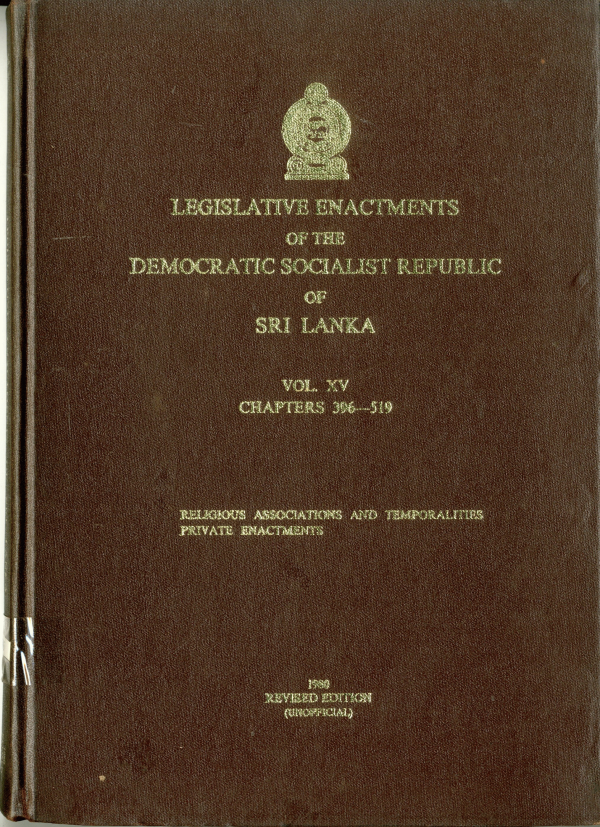 LEGISLATIVE ENACTMENTS
OF THE
DEMOCRATIC SOCIALIST REPUBLIC
OF
SRI LANKA
VOL. XV
CHAPTERS 396—519
RELIGIOUS ASSOCIATIONS AND TEMPORALITIES
PRIVATE ENACTMENTS
1980
REVISED EDITION
(UNOFFICIAL)